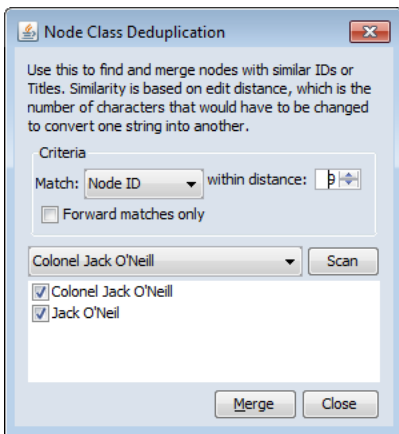 Node Class Deduplication
Use this to find and merge nodes with similar IDs or
Titles. Similarity is based on edit distance, which is the
number of characters that would have to be changed
to convert one string into another.
Criteria
Match: Node ID within distance: 9
Forward matches only
Colonel Jack O'Neill Scan
Colonel Jack O'Neill
Jack O'Neil
Merge Close